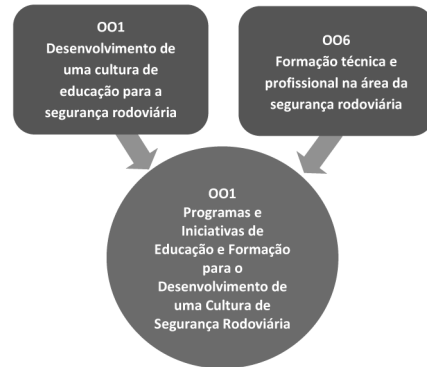 OO1
Desenvolvimento de
uma cultura de
educação para a
segurança rodoviária
OO6
Formação técnica e
profissional na área da
segurança rodoviária
OO1
Programas e
Iniciativas de
Educação e Formação
para o
Desenvolvimento de
uma Cultura de
Segurança Rodoviária